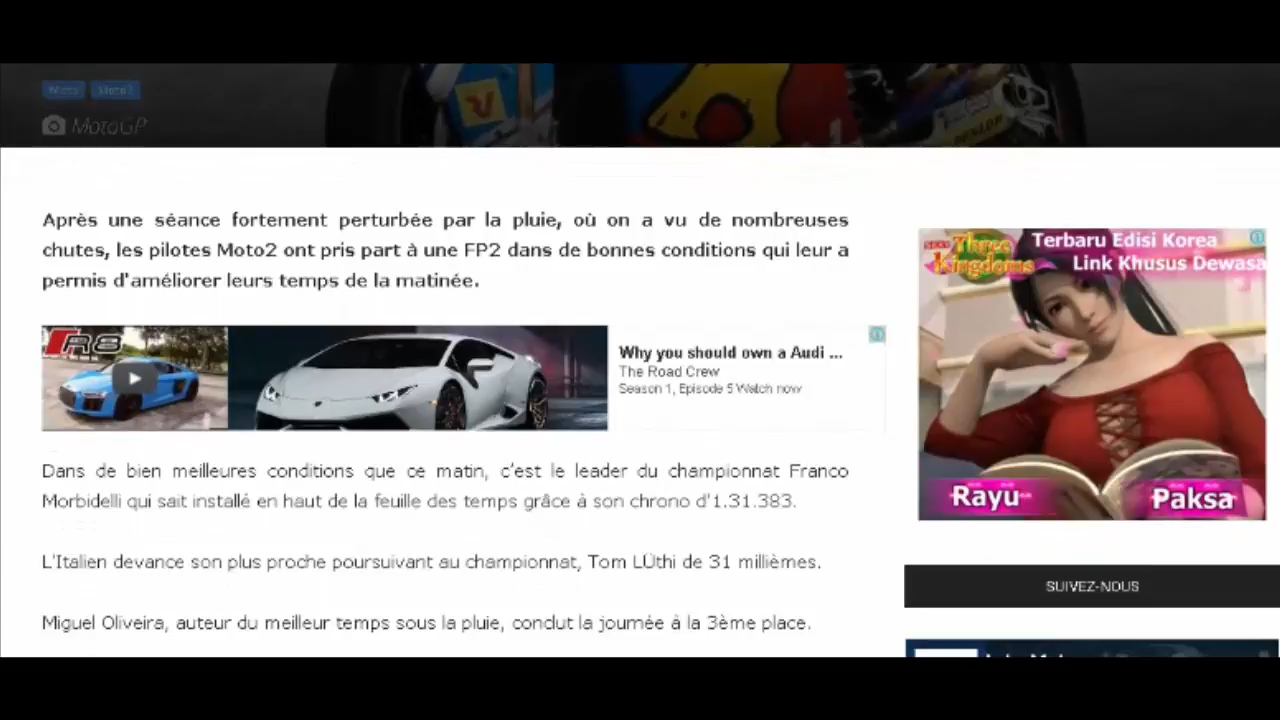 Moto
Moto2
MotoGP
Après une séance fortement perturbée par la pluie, où on a vu de nombreuses
chutes, les pilotes Moto2 ont pris part à une FP2 dans de bonnes conditions qui leur a
permis d'améliorer leurs temps de la matinée.
R8
Why you should own a Audi ...
The Road Crew
Season 1, Episode 5 Watch now
Dans de bien meilleures conditions que ce matin, c'est le leader du championnat Franco
Morbidelli qui sait installé en haut de la feuille des temps grâce à son chrono d'1.31.383.
L'Italien devance son plus proche poursuivant au championnat, Tom LÜthi de 31 millièmes.
Miguel Oliveira, auteur du meilleur temps sous la pluie, conclut la journée à la 3ème place.
Three
Kingdoms
Terbaru Edisi Korea
Link Khusus Dewasa
Rayu
Paksa
SUIVEZ-NOUS